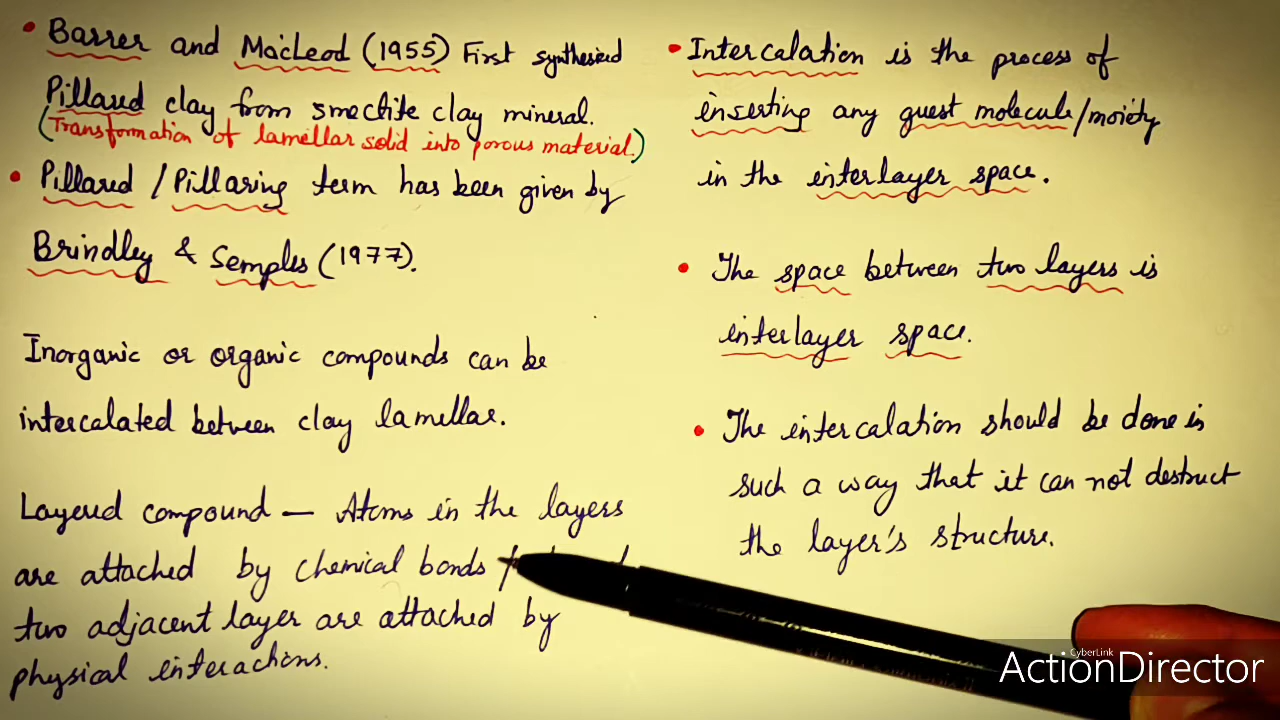 Barrer and MacLeod (1955) First synthesized
Pillared clay from smectite clay mineral.
(Transformation of lamellar solid into porous material.)
Pillared / Pillaring term has been given by
Brindley & Semples (1977).
Inorganic or organic compounds can be
intercalated between clay lamellar.
Layered compound — Atoms in the layers
are attached by chemical bonds
two adjacent layer are attached by
physical interactions.
Intercalation is the process of
inserting any guest molecule/moiety
in the interlayer space.
The space between two layers is
interlayer space.
The intercalation should be done in
such a way that it can not destruct
the layer's structure.
CyberLink
ActionDirector